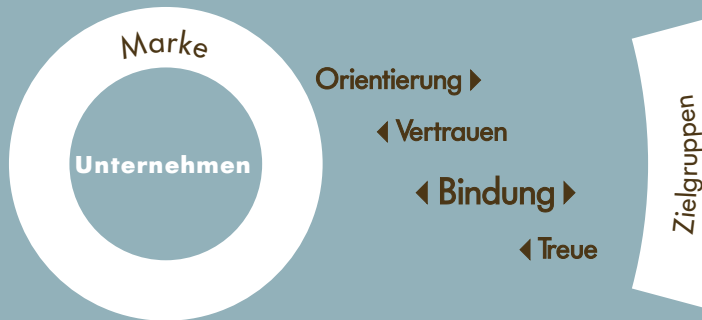 Marke
Unternehmen
Orientierung
Vertrauen
Bindung
Treue
Zielgruppen